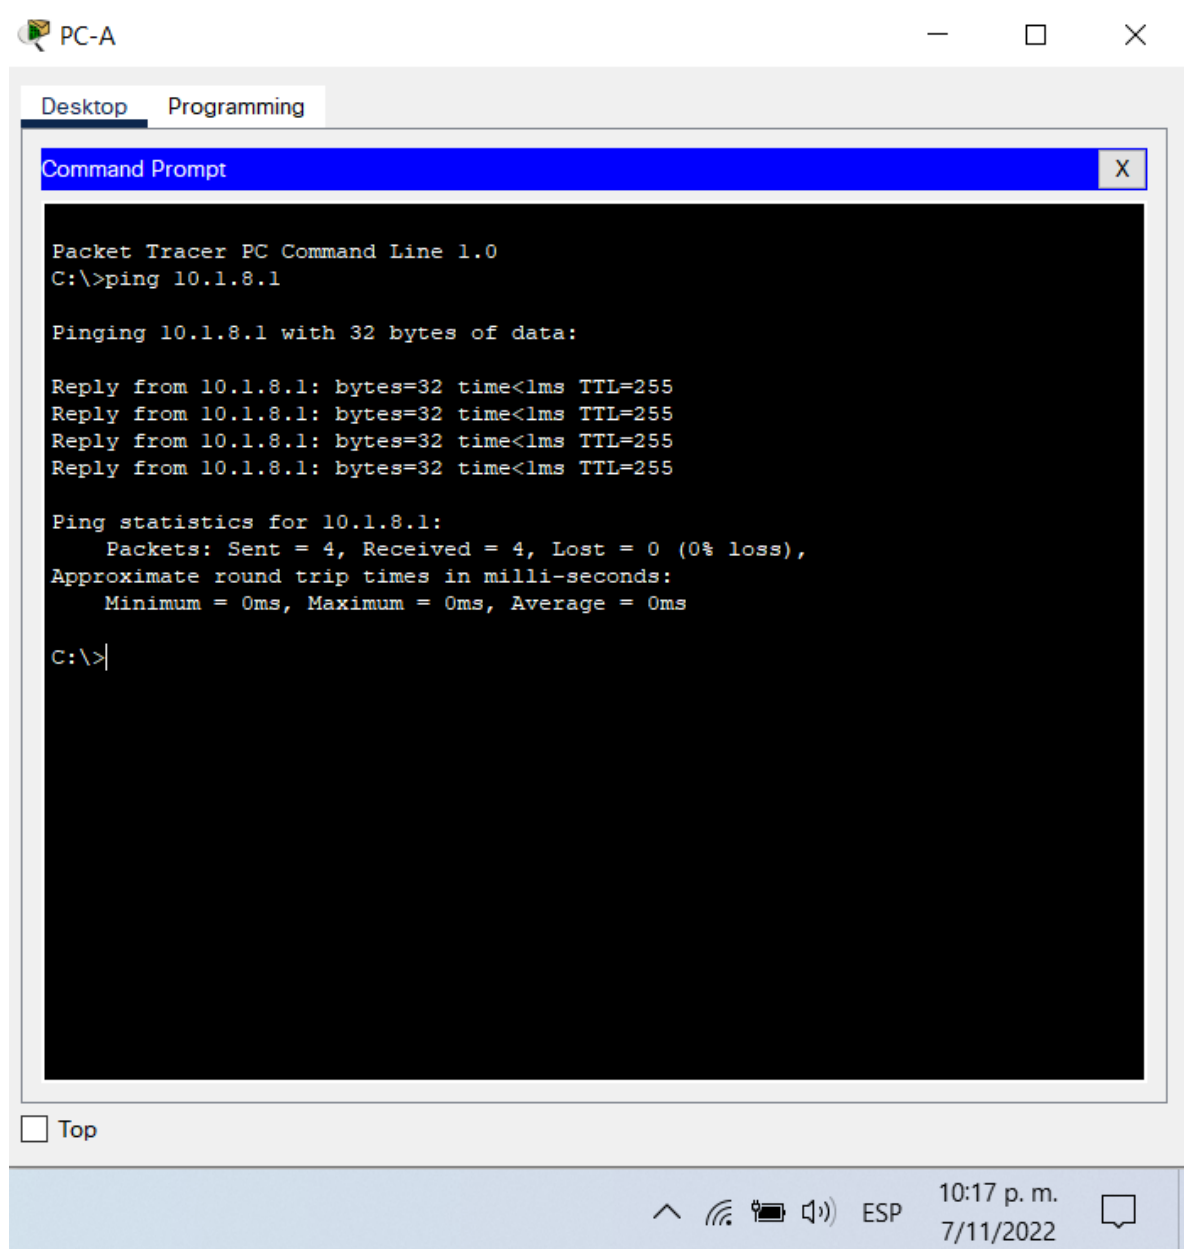 PC-A
Desktop Programming
Command Prompt X
Packet Tracer PC Command Line 1.0
C:\>ping 10.1.8.1
Pinging 10.1.8.1 with 32 bytes of data:
Reply from 10.1.8.1: bytes=32 time<1ms TTL=255
Reply from 10.1.8.1: bytes=32 time<1ms TTL=255
Reply from 10.1.8.1: bytes=32 time<1ms TTL=255
Reply from 10.1.8.1: bytes=32 time<1ms TTL=255
Ping statistics for 10.1.8.1:
Packets: Sent = 4, Received = 4, Lost = 0 (0% loss),
Approximate round trip times in milli-seconds:
Minimum = 0ms, Maximum = 0ms, Average = 0ms
C:\>
Top
10:17 p. m.
ESP
7/11/2022